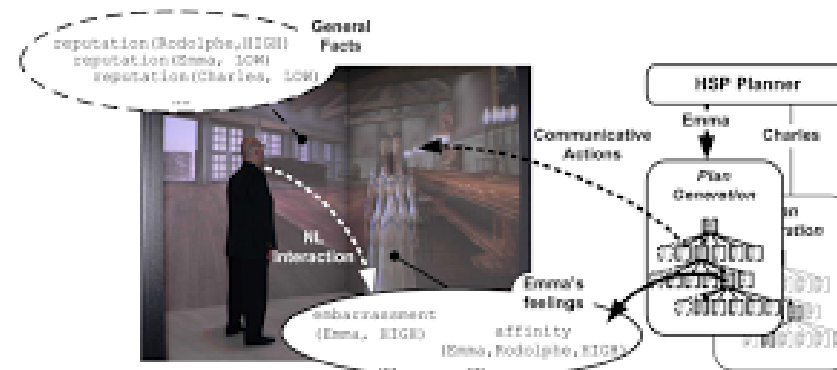 General
Facts
reputation(Rodolphe,HIGH)
reputation(Emma, LOW)
reputation(Charles, LOW)
...
HSP Planner
Emma
Charles
Communicative
Actions
Plan
Generation
NL
Interaction
Emma's
feelings
embarrassment
(Emma, HIGH)
affinity
(Emma,Rodolphe,HIGH)